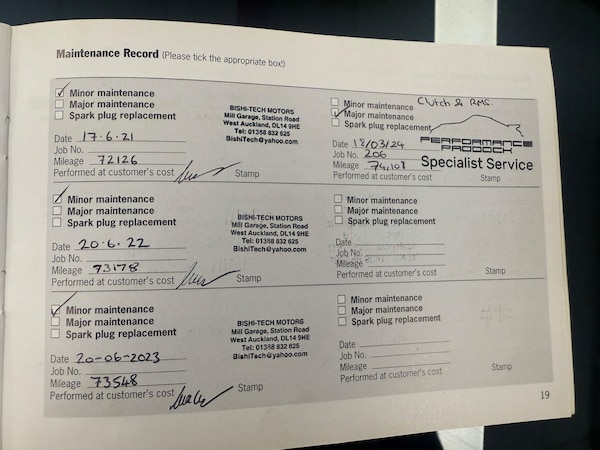 Maintenance Record (Please tick the appropriate box!)
Minor maintenance
Major maintenance
Spark plug replacement
BISHI-TECH MOTORS
Mill Garage, Station Road
West Auckland, DL14 9HE
Tel: 01388 832 625
BishiTech@yahoo.com
Date 17.6.21
Job No.
Mileage 72126
Performed at customer's cost
Stamp
Minor maintenance
Major maintenance
Spark plug replacement
BISHI-TECH MOTORS
Mill Garage, Station Road
West Auckland, DL14 9HE
Tel: 01388 832 625
BishiTech@yahoo.com
Date 20.6.22
Job No.
Mileage 73178
Performed at customer's cost
Stamp
Minor maintenance
Major maintenance
Spark plug replacement
BISHI-TECH MOTORS
Mill Garage, Station Road
West Auckland, DL14 9HE
Tel: 01388 832 625
BishiTech@yahoo.com
Date 20-06-2023
Job No.
Mileage 73548
Performed at customer's cost
Stamp
Minor maintenance Clutch & RMS.
Major maintenance
Spark plug replacement
PERFORMANCE
PADDOCK
Specialist Service
Date 18/03/24
Job No. 206
Mileage 74,108
Performed at customer's cost
Stamp
Minor maintenance
Major maintenance
Spark plug replacement
Date
Job No.
Mileage
Performed at customer's cost
Stamp
Minor maintenance
Major maintenance
Spark plug replacement
Date
Job No.
Mileage
Performed at customer's cost
Stamp
19